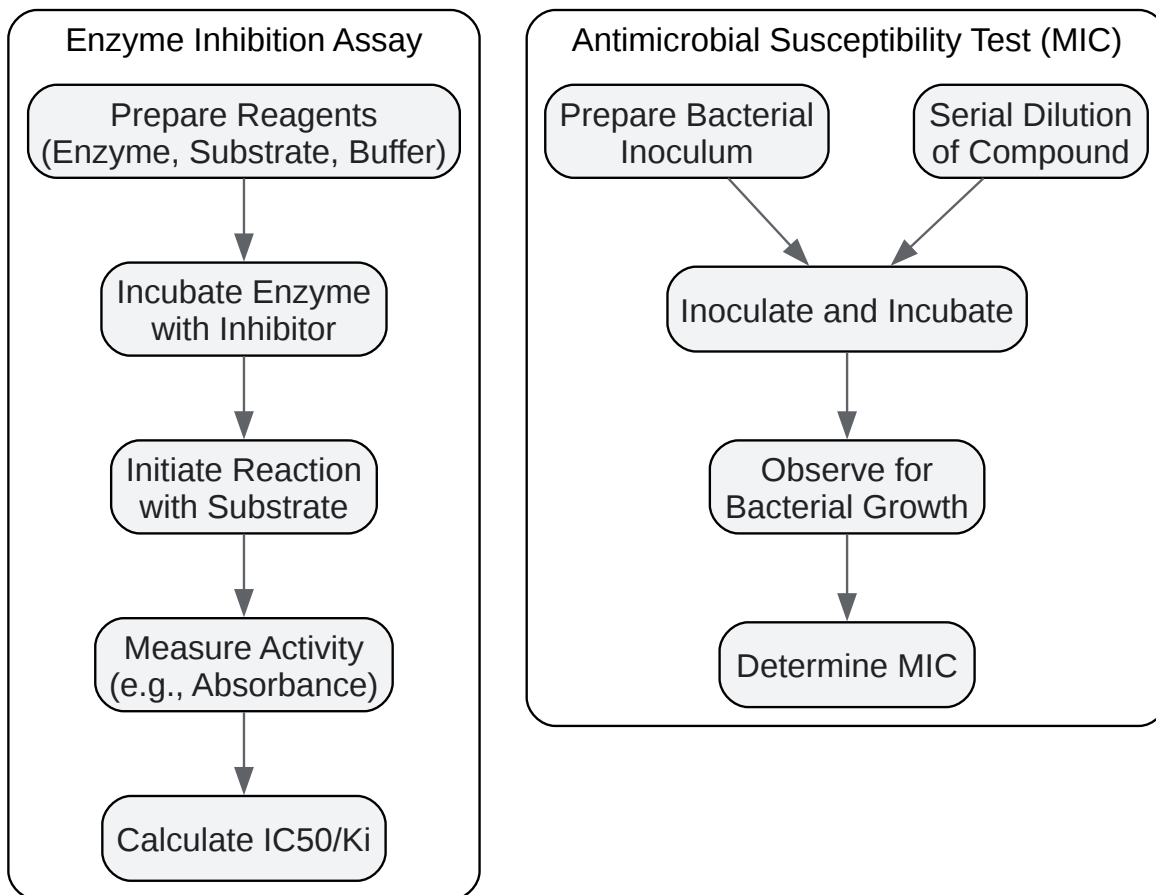 Enzyme Inhibition Assay
Prepare Reagents
(Enzyme, Substrate, Buffer)
Incubate Enzyme
with Inhibitor
Initiate Reaction
with Substrate
Measure Activity
(e.g., Absorbance)
Calculate IC50/Ki
Antimicrobial Susceptibility Test (MIC)
Prepare Bacterial
Inoculum
Serial Dilution
of Compound
Inoculate and Incubate
Observe for
Bacterial Growth
Determine MIC